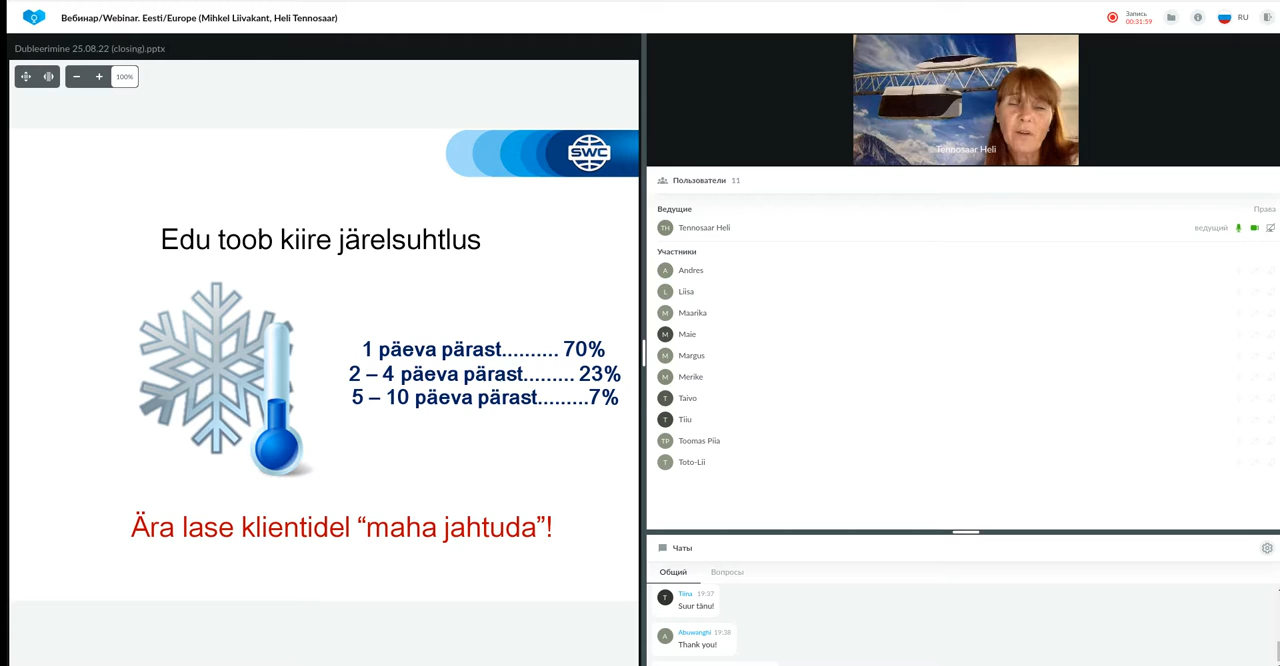 Вебинар/Webinar. Eesti/Europe (Mihkel Liivakant, Heli Tennosaar)
Запись
00:31:59
RU
Dubleerimine 25.08.22 (closing).pptx
100%
SWC
Edu toob kiire järelsuhtlus
1 päeva pärast.......... 70%
2 – 4 päeva pärast........ 23%
5 – 10 päeva pärast.........7%
Ära lase klientidel “maha jahtuda”!
Tennosaar Heli
Пользователи 11
Ведущие Права
TH Tennosaar Heli ведущий
Участники
A Andres
L Liisa
M Maarika
M Maie
M Margus
M Merike
T Taivo
T Tiiu
TP Toomas Piia
T Toto-Lii
Чаты
Общий Вопросы
T Tiina 19:37
Suur tänu!
A Abuwanghi 19:38
Thank you!